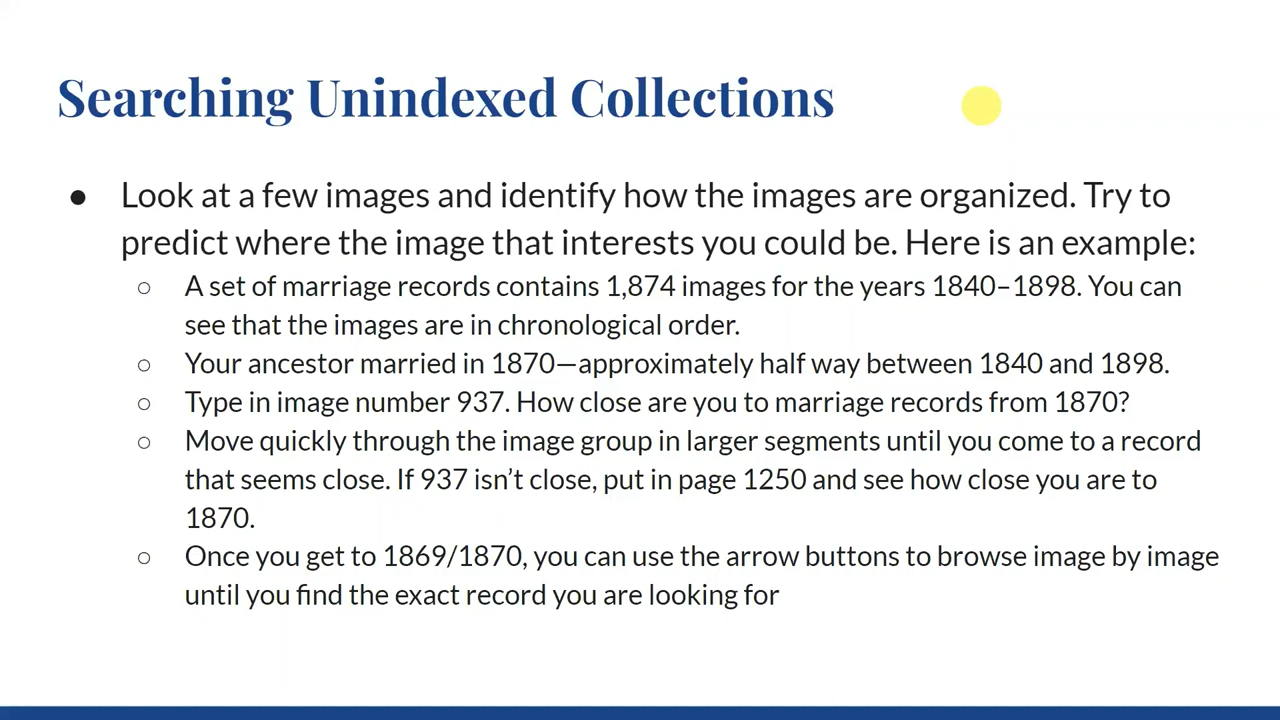 Searching Unindexed Collections
● Look at a few images and identify how the images are organized. Try to
predict where the image that interests you could be. Here is an example:
○ A set of marriage records contains 1,874 images for the years 1840–1898. You can
see that the images are in chronological order.
○ Your ancestor married in 1870—approximately half way between 1840 and 1898.
○ Type in image number 937. How close are you to marriage records from 1870?
○ Move quickly through the image group in larger segments until you come to a record
that seems close. If 937 isn’t close, put in page 1250 and see how close you are to
1870.
○ Once you get to 1869/1870, you can use the arrow buttons to browse image by image
until you find the exact record you are looking for